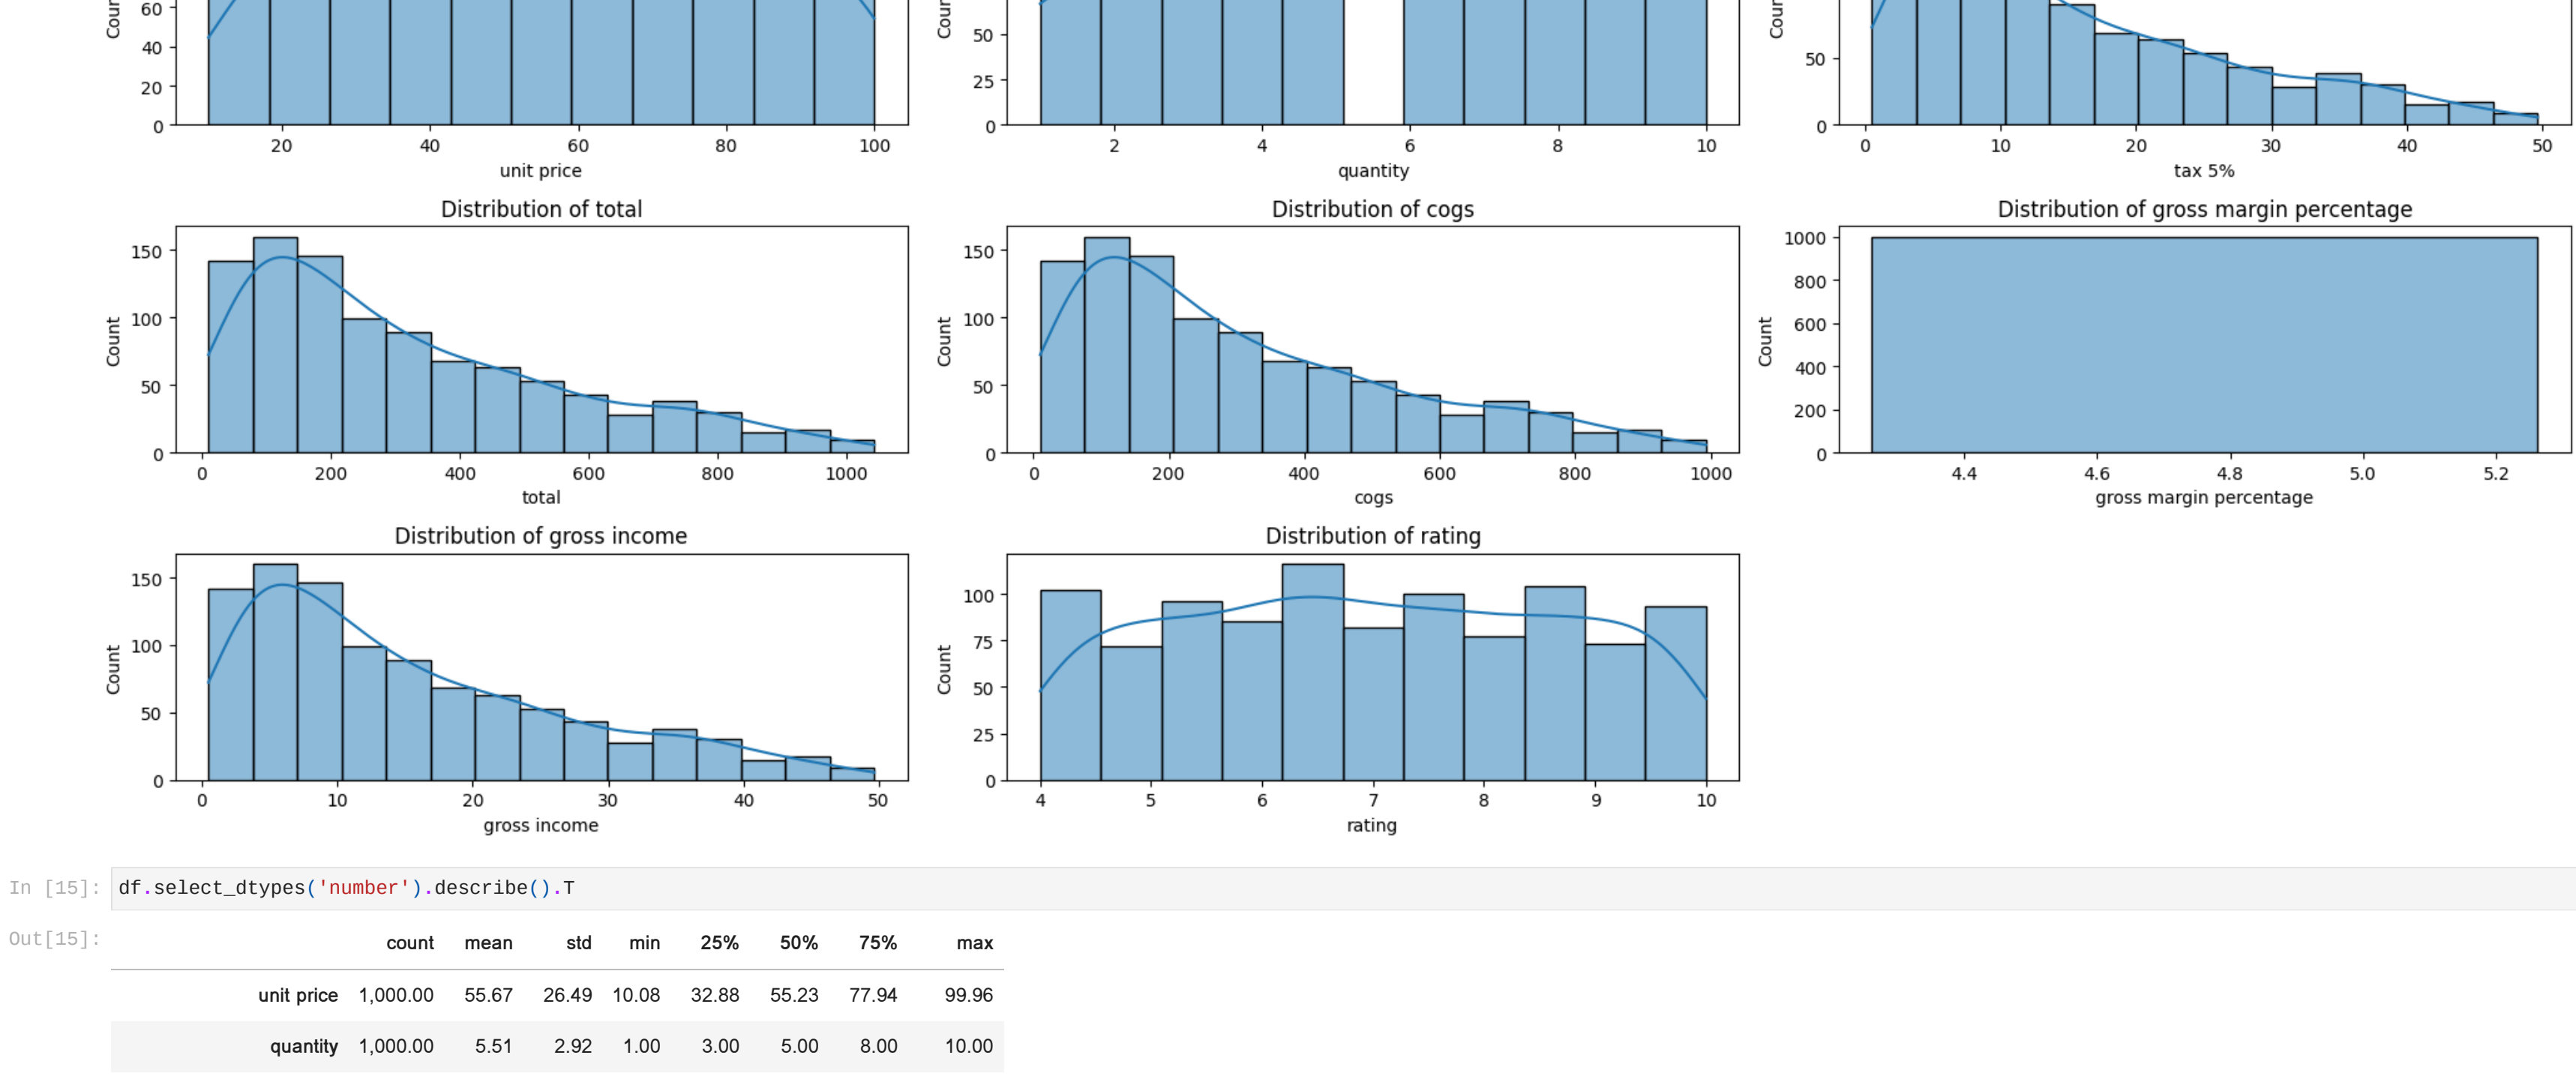 Count
60
40
20
0
20 40 60 80 100
unit price
Count
50
25
0
2 4 6 8 10
quantity
Count
50
0
0 10 20 30 40 50
tax 5%
Distribution of total
Count
150
100
50
0
0 200 400 600 800 1000
total
Distribution of cogs
Count
150
100
50
0
0 200 400 600 800 1000
cogs
Distribution of gross margin percentage
Count
1000
800
600
400
200
0
4.4 4.6 4.8 5.0 5.2
gross margin percentage
Distribution of gross income
Count
150
100
50
0
0 10 20 30 40 50
gross income
Distribution of rating
Count
100
75
50
25
0
4 5 6 7 8 9 10
rating
In [15]: df.select_dtypes('number').describe().T
Out[15]:
count mean std min 25% 50% 75% max
unit price 1,000.00 55.67 26.49 10.08 32.88 55.23 77.94 99.96
quantity 1,000.00 5.51 2.92 1.00 3.00 5.00 8.00 10.00